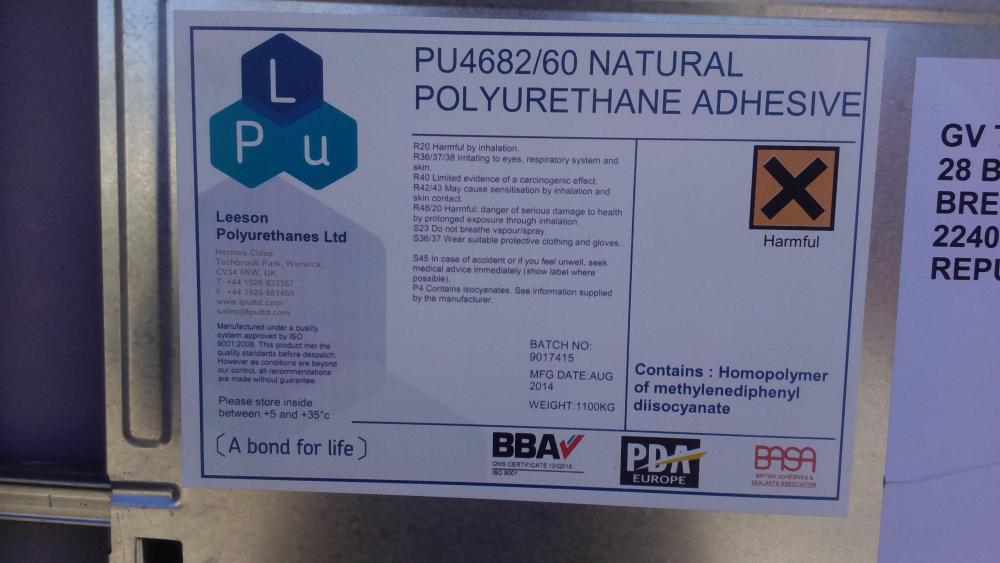 L
P u
PU4682/60 NATURAL
POLYURETHANE ADHESIVE
R20 Harmful by inhalation.
R36/37/38 Irritating to eyes, respiratory system and
skin.
R40 Limited evidence of a carcinogenic effect.
R42/43 May cause sensitisation by inhalation and
skin contact.
R48/20 Harmful: danger of serious damage to health
by prolonged exposure through inhalation.
S23 Do not breathe vapour/spray.
S36/37 Wear suitable protective clothing and gloves.
S45 In case of accident or if you feel unwell, seek
medical advice immediately (show label where
possible).
P4 Contains isocyanates. See information supplied
by the manufacturer.
Harmful
Leeson
Polyurethanes Ltd
Hermes Close
Tachbrook Park, Warwick,
CV34 6NW, UK
T: +44 1926 833367
F: +44 1926 881469
www.lpultd.com
sales@lpultd.com
Manufactured under a quality
system approved by ISO
9001:2008. This product met the
quality standards before despatch.
However as conditions are beyond
our control, all recommendations
are made without guarantee.
Please store inside
between +5 and +35°c
(A bond for life)
BATCH NO:
9017415
MFG DATE:AUG
2014
WEIGHT:1100KG
Contains : Homopolymer
of methylenediphenyl
diisocyanate
BBA
QMS CERTIFICATE 10/Q018
ISO 9001
PDA
EUROPE
BASA
BRITISH ADHESIVES &
SEALANTS ASSOCIATION
GV
28 B
BRE
2240
REPU